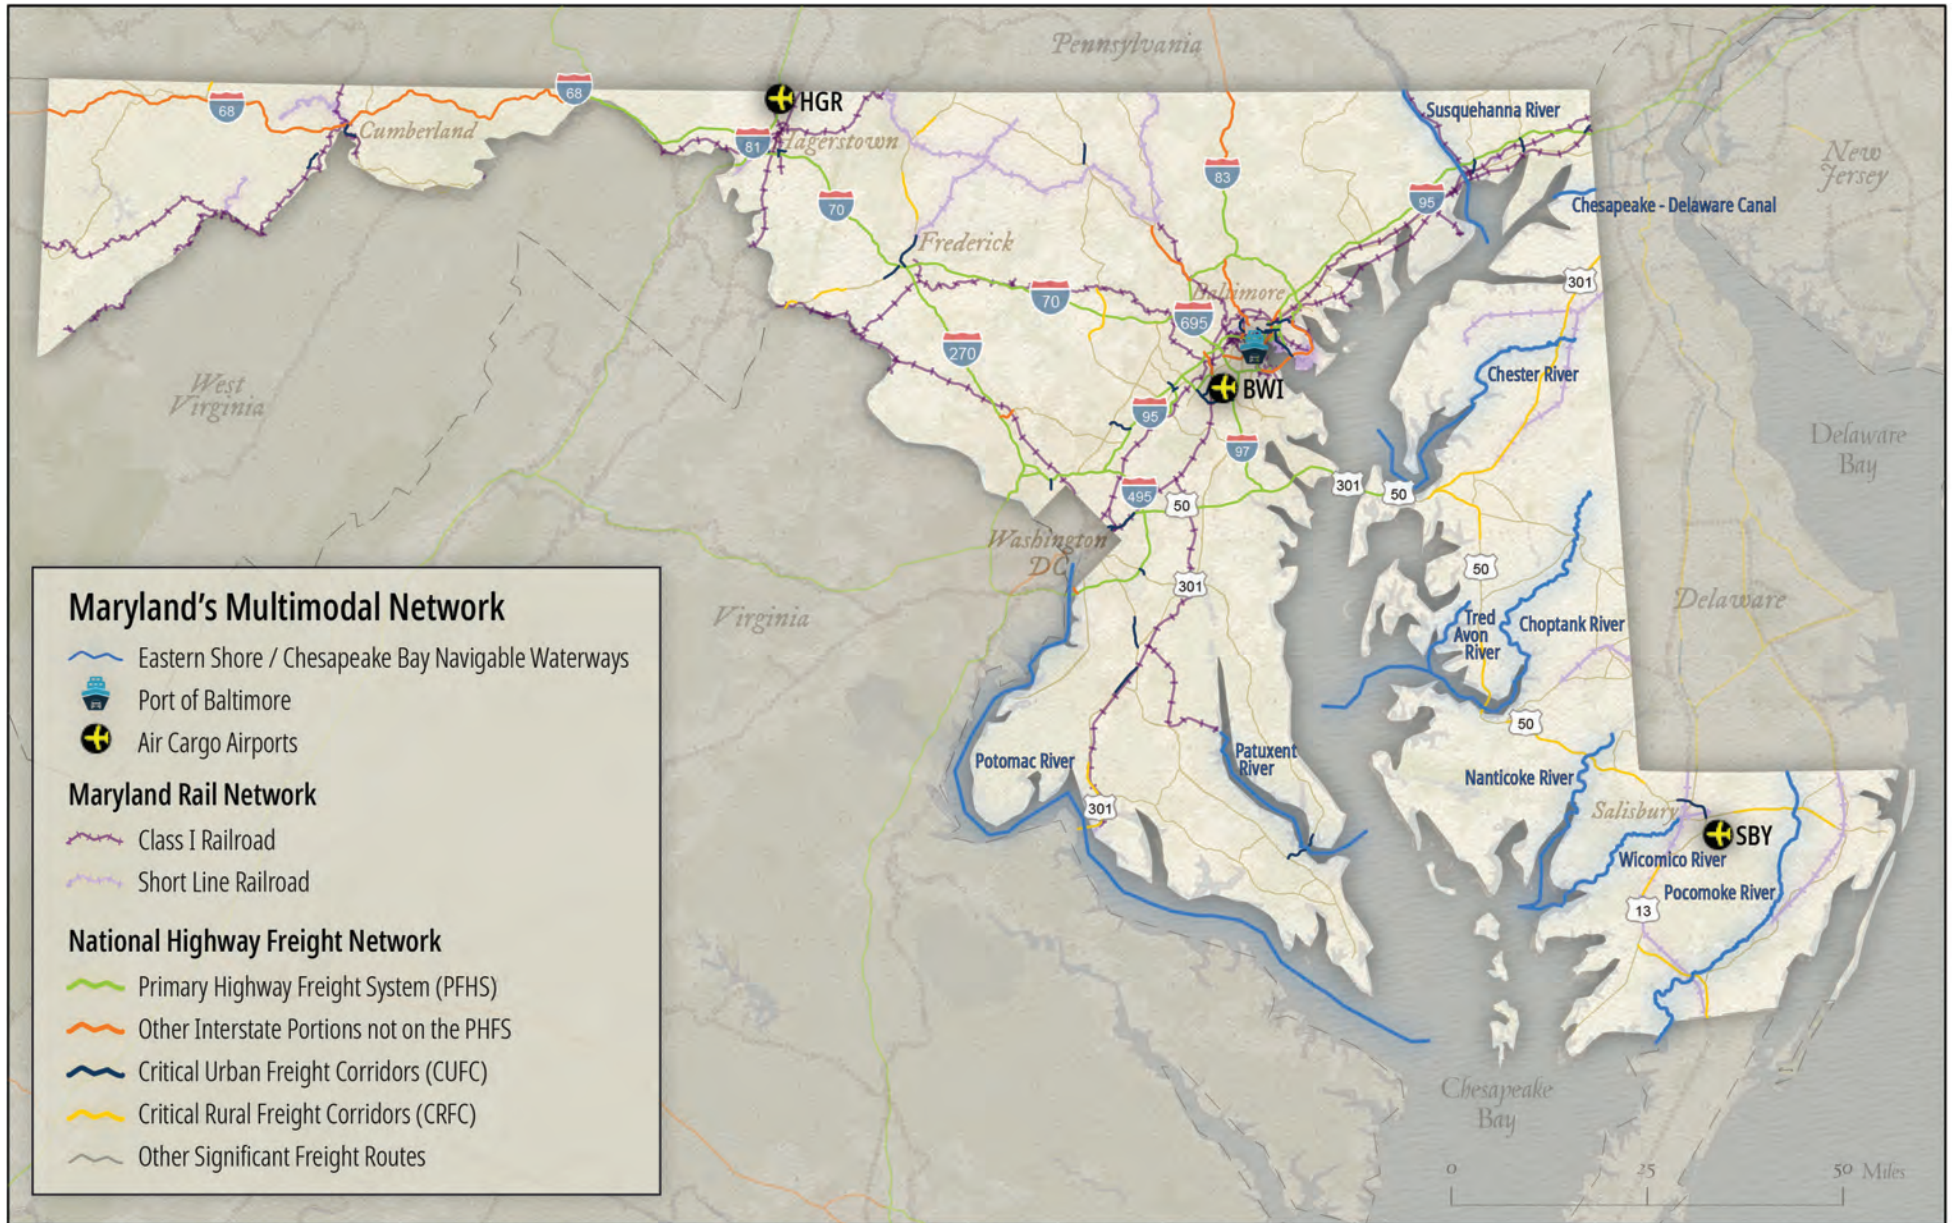 Pennsylvania
68
68
HGR
Cumberland
81
Hagerstown
Susquehanna River
New
Jersey
83
70
95
Chesapeake - Delaware Canal
Frederick
301
70
Baltimore
695
270
West
Virginia
Chester River
BWI
95
97
Delaware
Bay
301
50
495
50
Washington
DC
50
301
Virginia
Delaware
Tred
Avon
River
Choptank River
50
Potomac River
Patuxent
River
Nanticoke River
301
Salisbury
SBY
Wicomico River
Pocomoke River
13
Chesapeake
Bay
0 25 50 Miles
Maryland's Multimodal Network
Eastern Shore / Chesapeake Bay Navigable Waterways
Port of Baltimore
Air Cargo Airports
Maryland Rail Network
Class I Railroad
Short Line Railroad
National Highway Freight Network
Primary Highway Freight System (PFHS)
Other Interstate Portions not on the PHFS
Critical Urban Freight Corridors (CUFC)
Critical Rural Freight Corridors (CRFC)
Other Significant Freight Routes